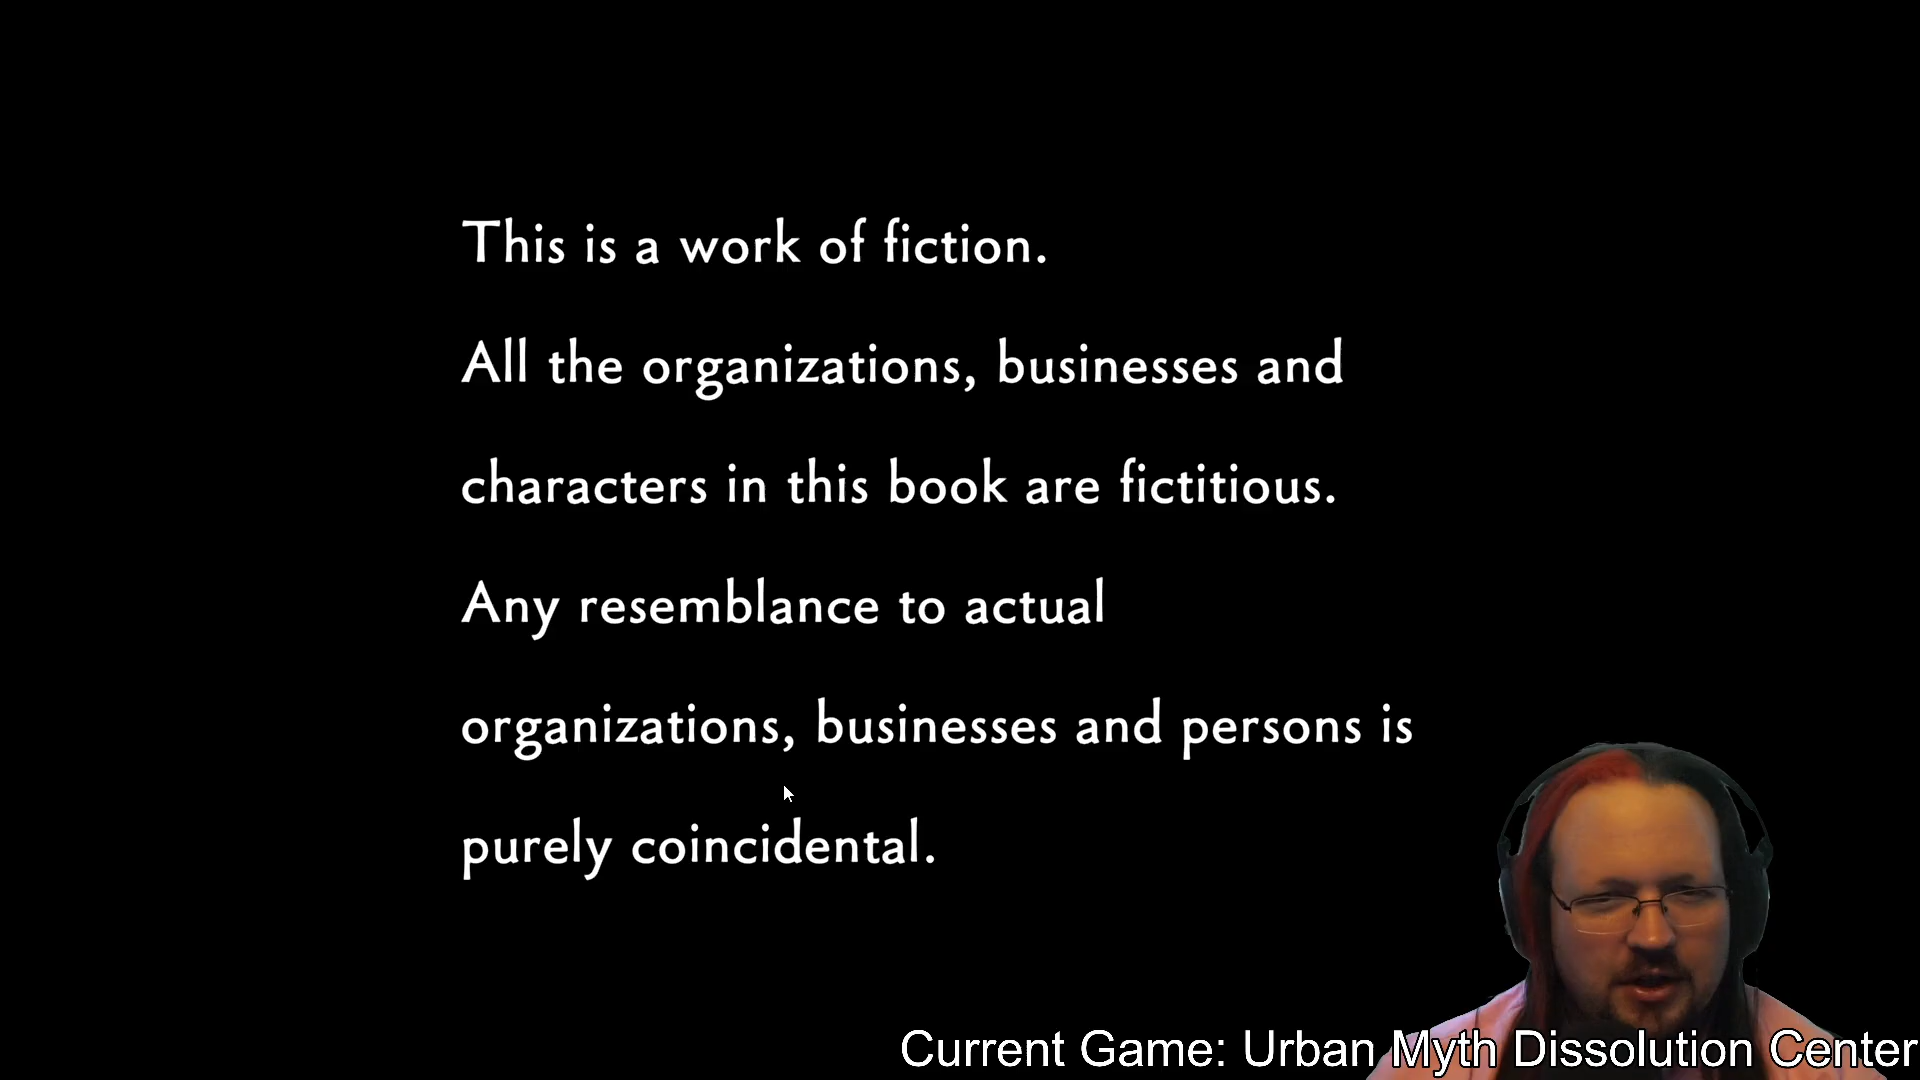 This is a work of fiction.
All the organizations, businesses and
characters in this book are fictitious.
Any resemblance to actual
organizations, businesses and persons is
purely coincidental.
Current Game: Urban Myth Dissolution Center